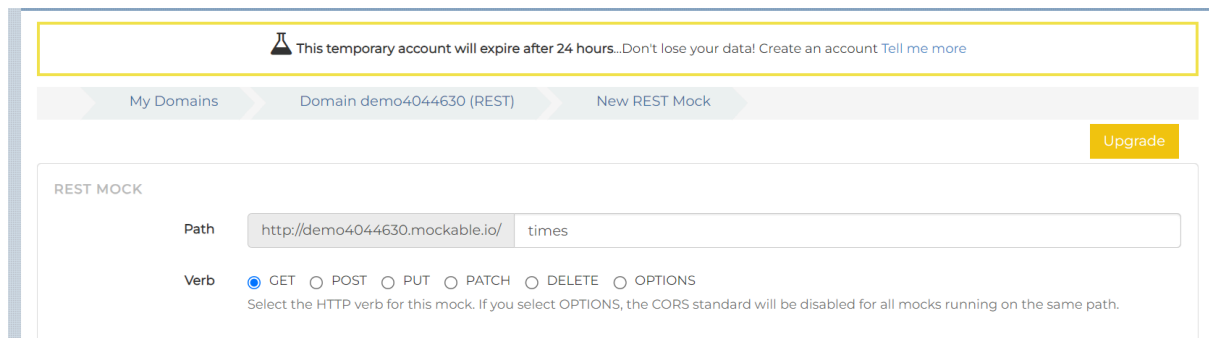 This temporary account will expire after 24 hours...Don't lose your data! Create an account Tell me more
My Domains Domain demo4044630 (REST) New REST Mock
Upgrade
REST MOCK
Path http://demo4044630.mockable.io/ times
Verb GET POST PUT PATCH DELETE OPTIONS
Select the HTTP verb for this mock. If you select OPTIONS, the CORS standard will be disabled for all mocks running on the same path.